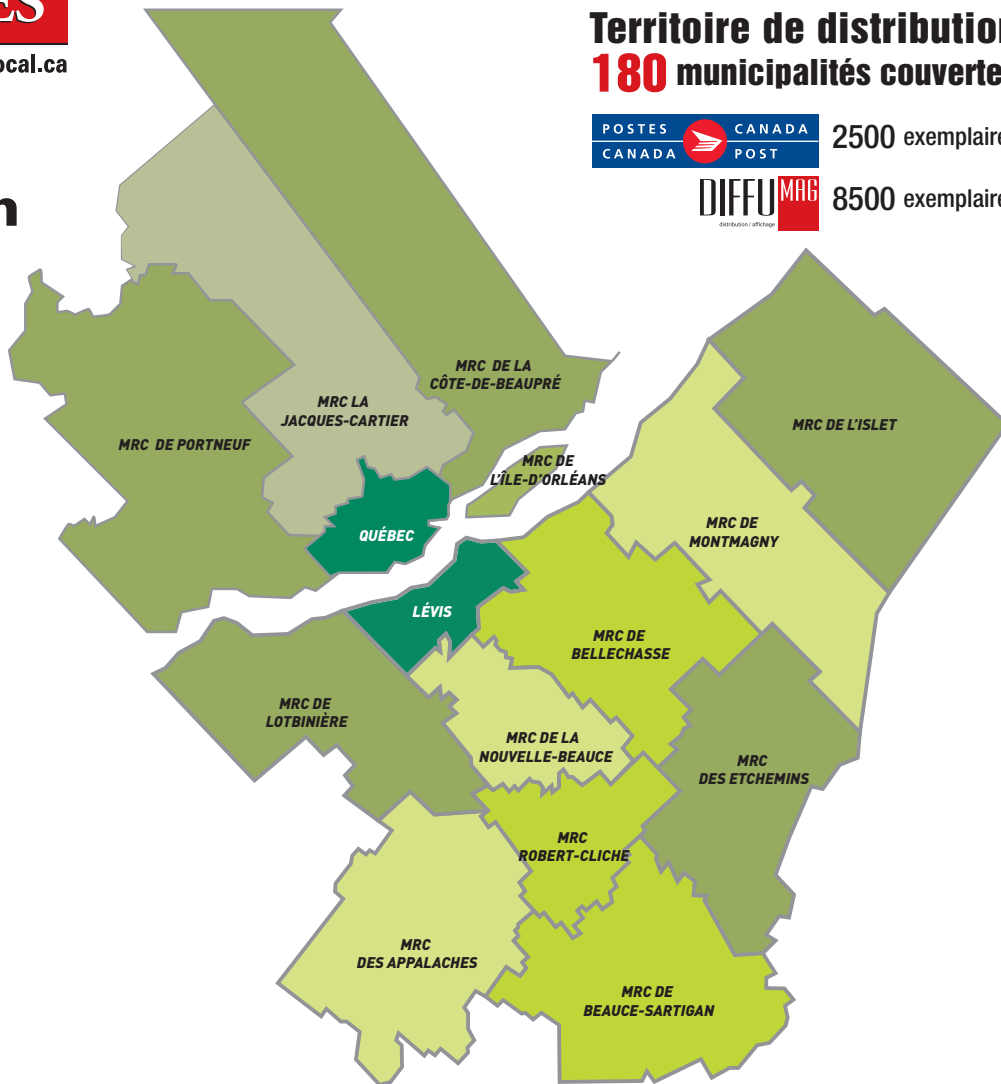 ES
ocal.ca
n
Territoire de distribution
180 municipalités couverte
POSTES CANADA
CANADA POST
2500 exemplaire
DIFFUMAG
distribution / affichage
8500 exemplaire
MRC DE LA
CÔTE-DE-BEAUPRÉ
MRC LA
JACQUES-CARTIER
MRC DE PORTNEUF
MRC DE L'ISLET
MRC DE
L'ÎLE-D'ORLÉANS
QUÉBEC
MRC DE
MONTMAGNY
LÉVIS
MRC DE
BELLECHASSE
MRC DE
LOTBINIÈRE
MRC DE LA
NOUVELLE-BEAUCE
MRC
DES ETCHEMINS
MRC
ROBERT-CLICHE
MRC
DES APPALACHES
MRC DE
BEAUCE-SARTIGAN